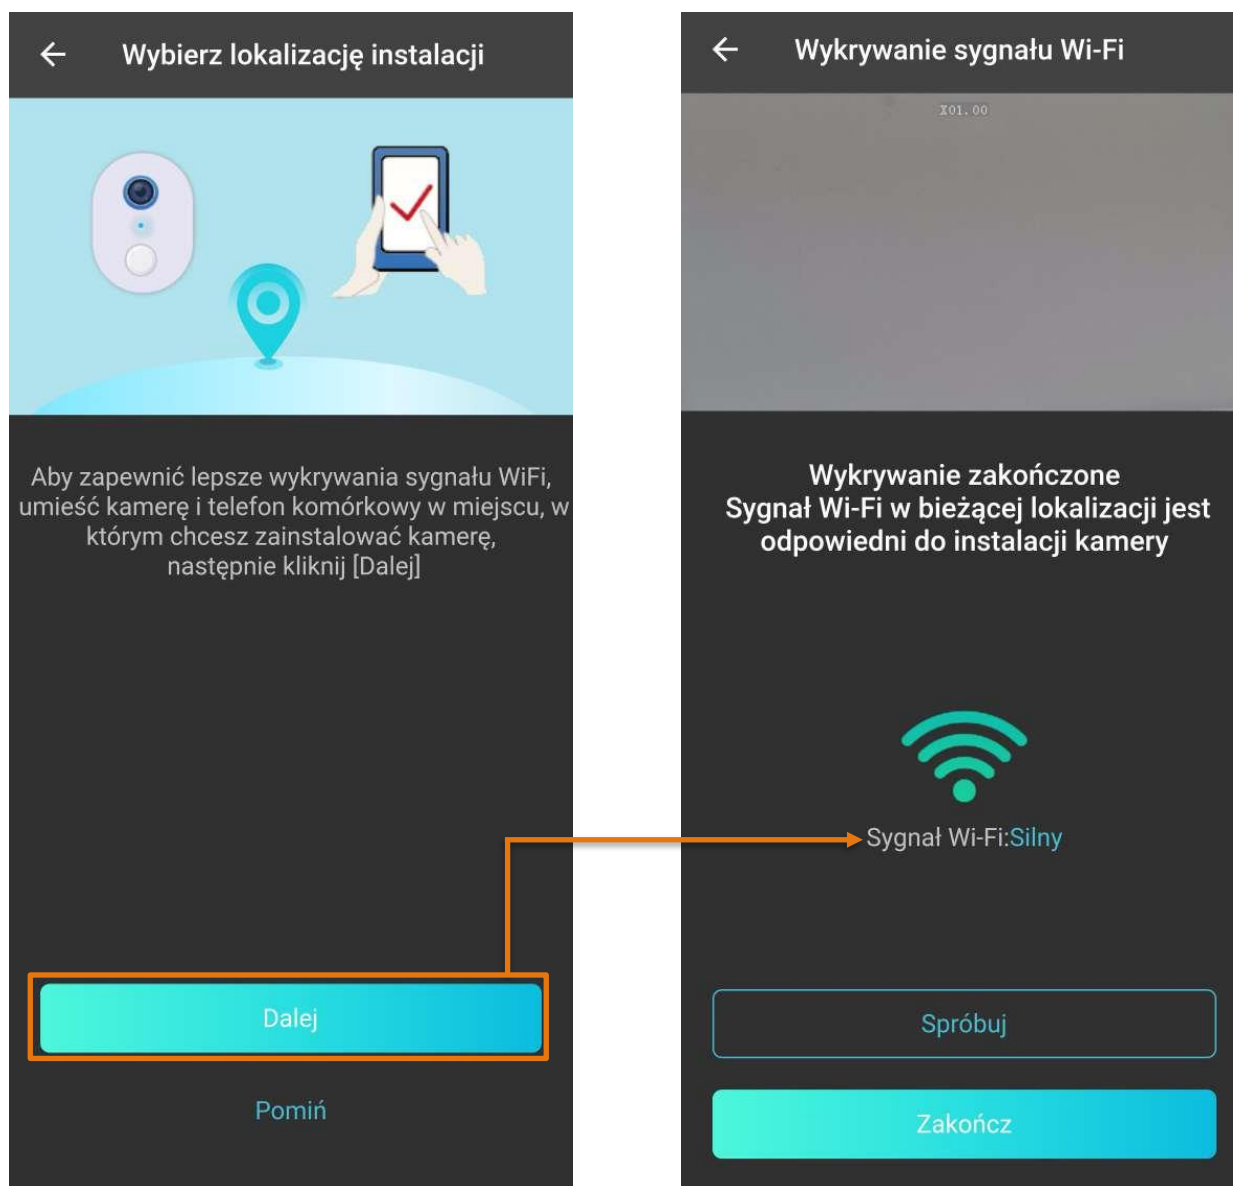 Wybierz lokalizację instalacji
Aby zapewnić lepsze wykrywania sygnału WiFi,
umieść kamerę i telefon komórkowy w miejscu, w
którym chcesz zainstalować kamerę,
następnie kliknij [Dalej]
Dalej
Pomiń
Wykrywanie sygnału Wi-Fi
X01.00
Wykrywanie zakończone
Sygnał Wi-Fi w bieżącej lokalizacji jest
odpowiedni do instalacji kamery
Sygnał Wi-Fi:Silny
Spróbuj
Zakończ